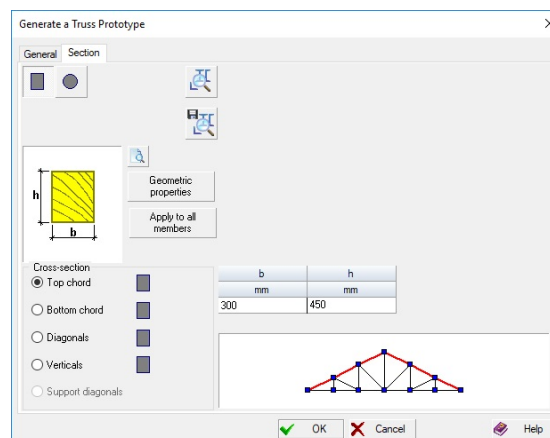 Generate a Truss Prototype
General Section
h
b
Geometric properties
Apply to all members
Cross-section
Top chord
Bottom chord
Diagonals
Verticals
Support diagonals
b h
mm mm
300 450
OK Cancel Help